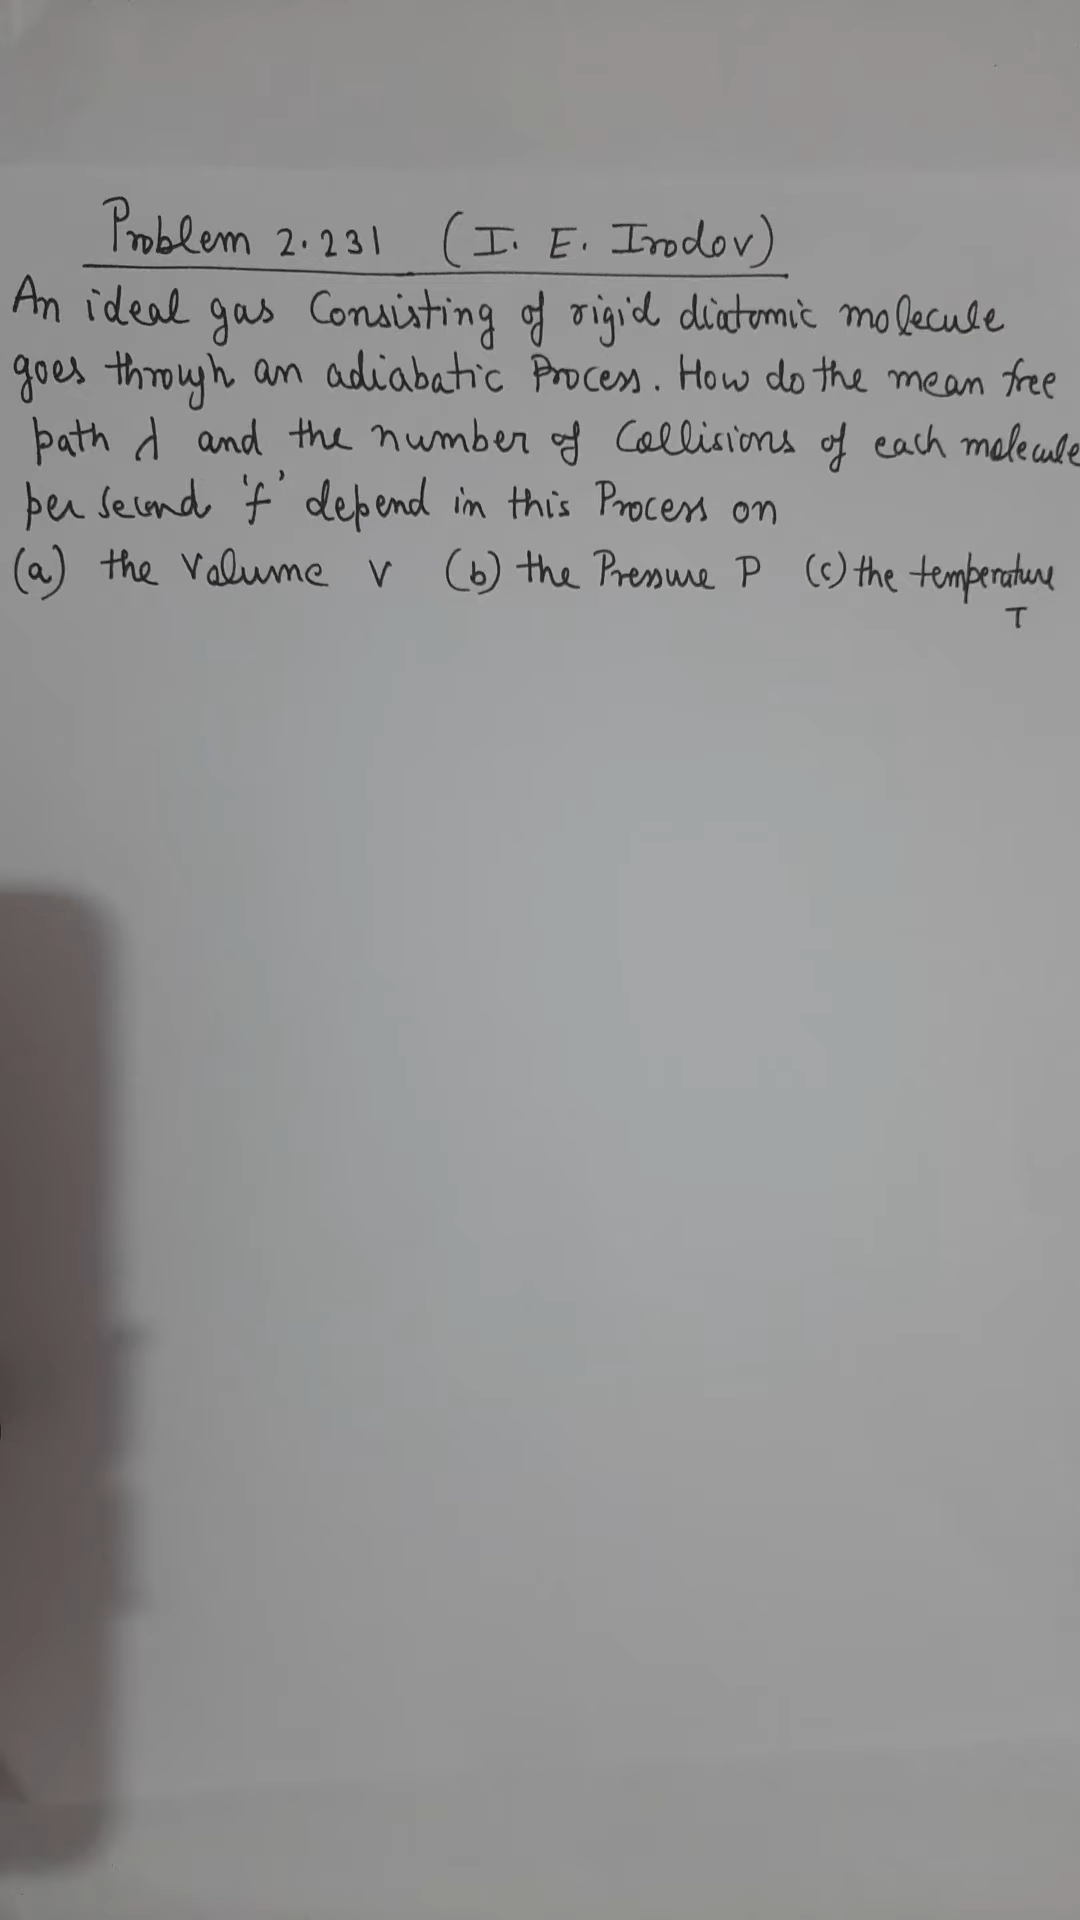 Problem 2.231 (I. E. Irodov)
An ideal gas Consisting of rigid diatomic molecule
goes through an adiabatic Process. How do the mean free
path λ and the number of Collisions of each molecule
per second 'f' depend in this Process on
(a) the Volume V (b) the Pressure P (c) the temperature
T